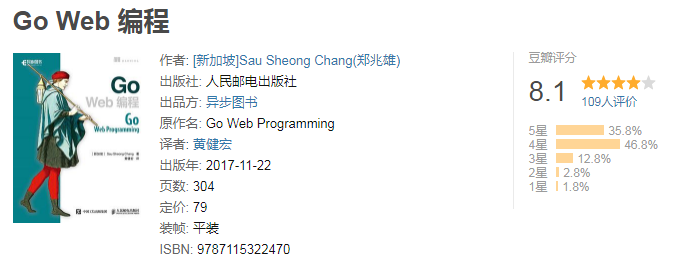 Go Web 编程
Go
Web 编程
Go
Web Programming
作者: [新加坡]Sau Sheong Chang(郑兆雄)
出版社: 人民邮电出版社
出品方: 异步图书
原作名: Go Web Programming
译者: 黄健宏
出版年: 2017-11-22
页数: 304
定价: 79
装帧: 平装
ISBN: 9787115322470
豆瓣评分
8.1
109人评价
5星 35.8%
4星 46.8%
3星 12.8%
2星 2.8%
1星 1.8%